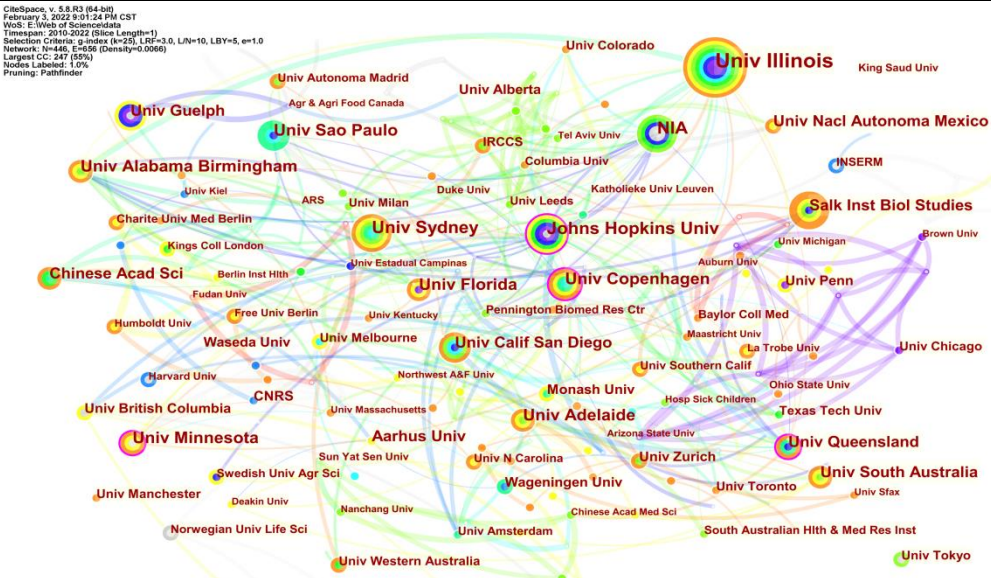 CiteSpace, v. 5.8.R3 (64-bit)
February 3, 2022 9:01:24 PM CST
WoS: E:\Web of Science\data
Timespan: 2010-2022 (Slice Length=1)
Selection Criteria: g-index (k=25), LRF=3.0, L/N=10, LBY=5, e=1.0
Network: N=446, E=656 (Density=0.0066)
Largest CC: 247 (55%)
Nodes Labeled: 1.0%
Pruning: Pathfinder
Univ Colorado
Univ Illinois
King Saud Univ
Univ Autonoma Madrid
Univ Alberta
Agr & Agri Food Canada
Univ Guelph
Univ Sao Paulo
NIA
Univ Nacl Autonoma Mexico
Tel Aviv Univ
IRCCS
Columbia Univ
INSERM
Univ Alabama Birmingham
Univ Kiel
Duke Univ
Katholieke Univ Leuven
ARS
Univ Milan
Univ Leeds
Salk Inst Biol Studies
Charite Univ Med Berlin
Univ Sydney
Johns Hopkins Univ
Brown Univ
Kings Coll London
Univ Michigan
Univ Estadual Campinas
Auburn Univ
Chinese Acad Sci
Berlin Inst Hlth
Univ Florida
Univ Copenhagen
Univ Penn
Fudan Univ
Free Univ Berlin
Univ Kentucky
Pennington Biomed Res Ctr
Baylor Coll Med
Humboldt Univ
Waseda Univ
Univ Melbourne
Univ Calif San Diego
Maastricht Univ
La Trobe Univ
Univ Chicago
Harvard Univ
Northwest A&F Univ
Univ Southern Calif
Ohio State Univ
CNRS
Monash Univ
Hosp Sick Children
Univ British Columbia
Univ Massachusetts
Univ Adelaide
Texas Tech Univ
Univ Minnesota
Aarhus Univ
Arizona State Univ
Univ Queensland
Sun Yat Sen Univ
Univ N Carolina
Univ Zurich
Swedish Univ Agr Sci
Wageningen Univ
Univ South Australia
Univ Manchester
Univ Toronto
Univ Sfax
Deakin Univ
Nanchang Univ
Chinese Acad Med Sci
Norwegian Univ Life Sci
Univ Amsterdam
South Australian Hlth & Med Res Inst
Univ Western Australia
Univ Tokyo